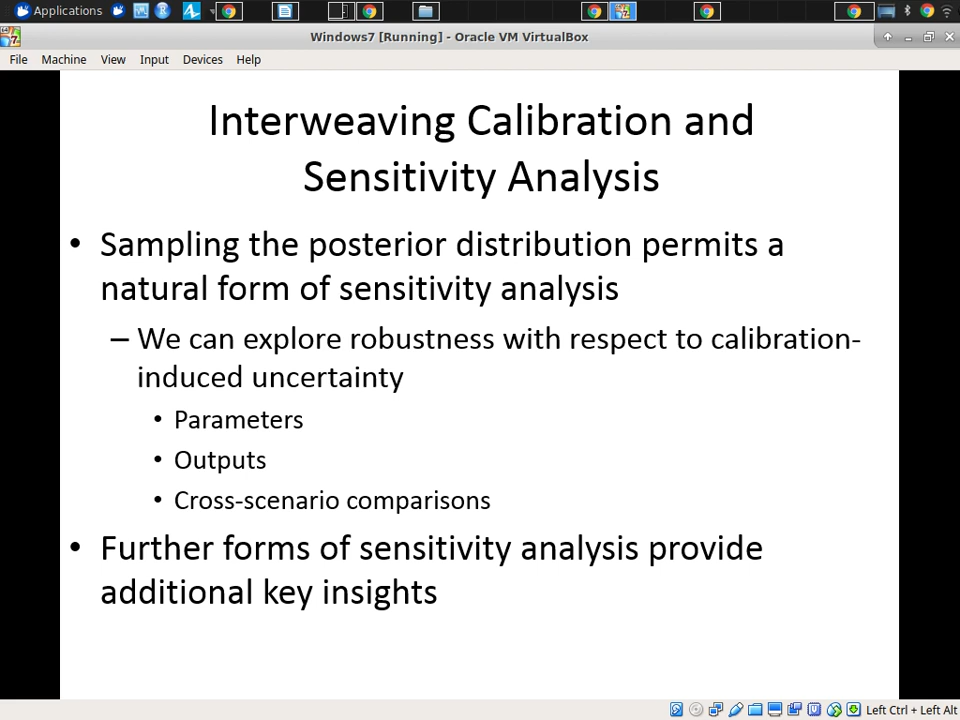 Applications
Windows7 [Running] - Oracle VM VirtualBox
File Machine View Input Devices Help
Interweaving Calibration and
Sensitivity Analysis
• Sampling the posterior distribution permits a
natural form of sensitivity analysis
– We can explore robustness with respect to calibration-
induced uncertainty
• Parameters
• Outputs
• Cross-scenario comparisons
• Further forms of sensitivity analysis provide
additional key insights
Left Ctrl + Left Alt